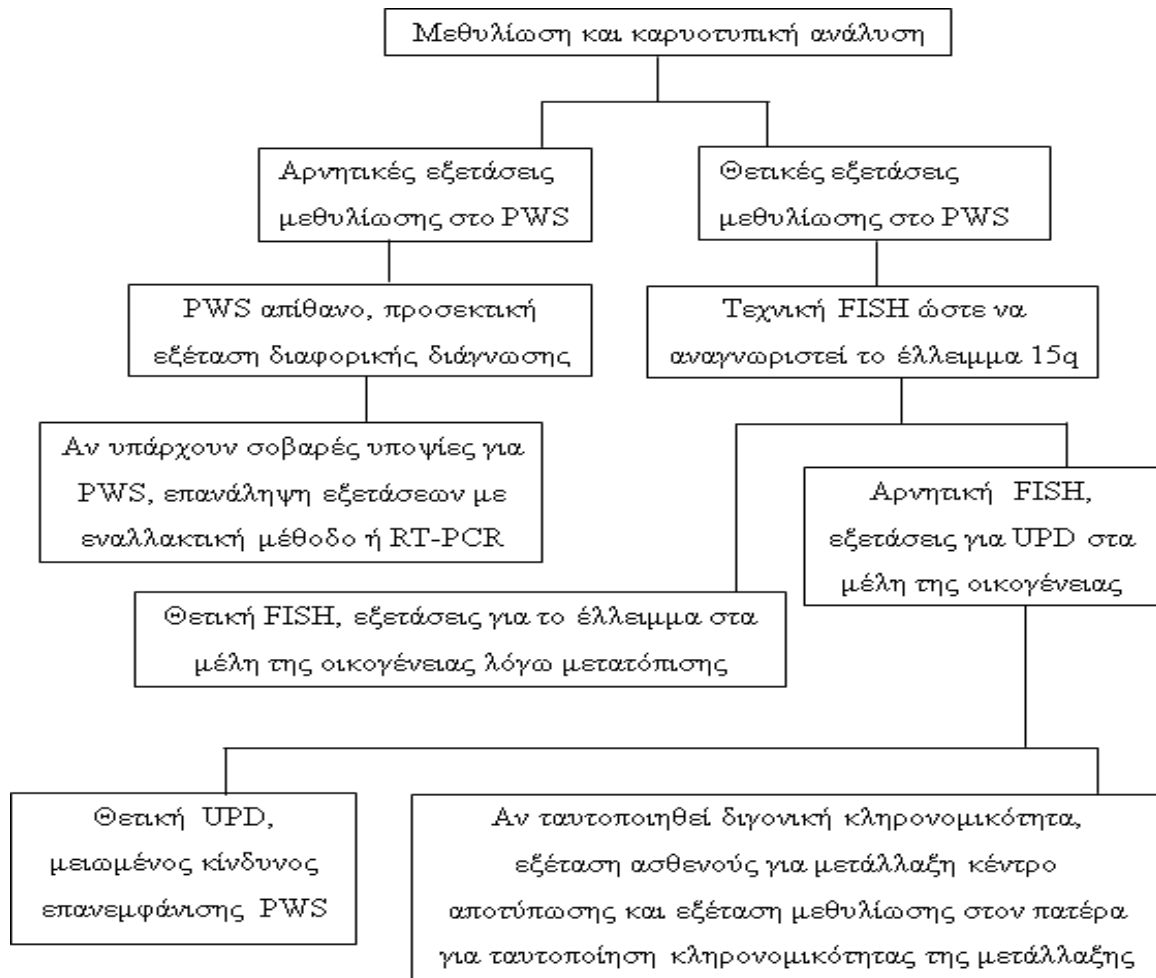 Μεθυλίωση και καρυοτυπική ανάλυση
Αρνητικές εξετάσεις
μεθυλίωσης στο PWS
Θετικές εξετάσεις
μεθυλίωσης στο PWS
PWS απίθανο, προσεκτική
εξέταση διαφορικής διάγνωσης
Τεχνική FISH ώστε να
αναγνωριστεί το έλλειμμα 15q
Αν υπάρχουν σοβαρές υποψίες για
PWS, επανάληψη εξετάσεων με
εναλλακτική μέθοδο ή RT-PCR
Αρνητική FISH,
εξετάσεις για UPD στα
μέλη της οικογένειας
Θετική FISH, εξετάσεις για το έλλειμμα στα
μέλη της οικογένειας λόγω μετατόπισης
Θετική UPD,
μειωμένος κίνδυνος
επανεμφάνισης PWS
Αν ταυτοποιηθεί διγονική κληρονομικότητα,
εξέταση ασθενούς για μετάλλαξη κέντρο
αποτύπωσης και εξέταση μεθυλίωσης στον πατέρα
για ταυτοποίηση κληρονομικότητας της μετάλλαξης